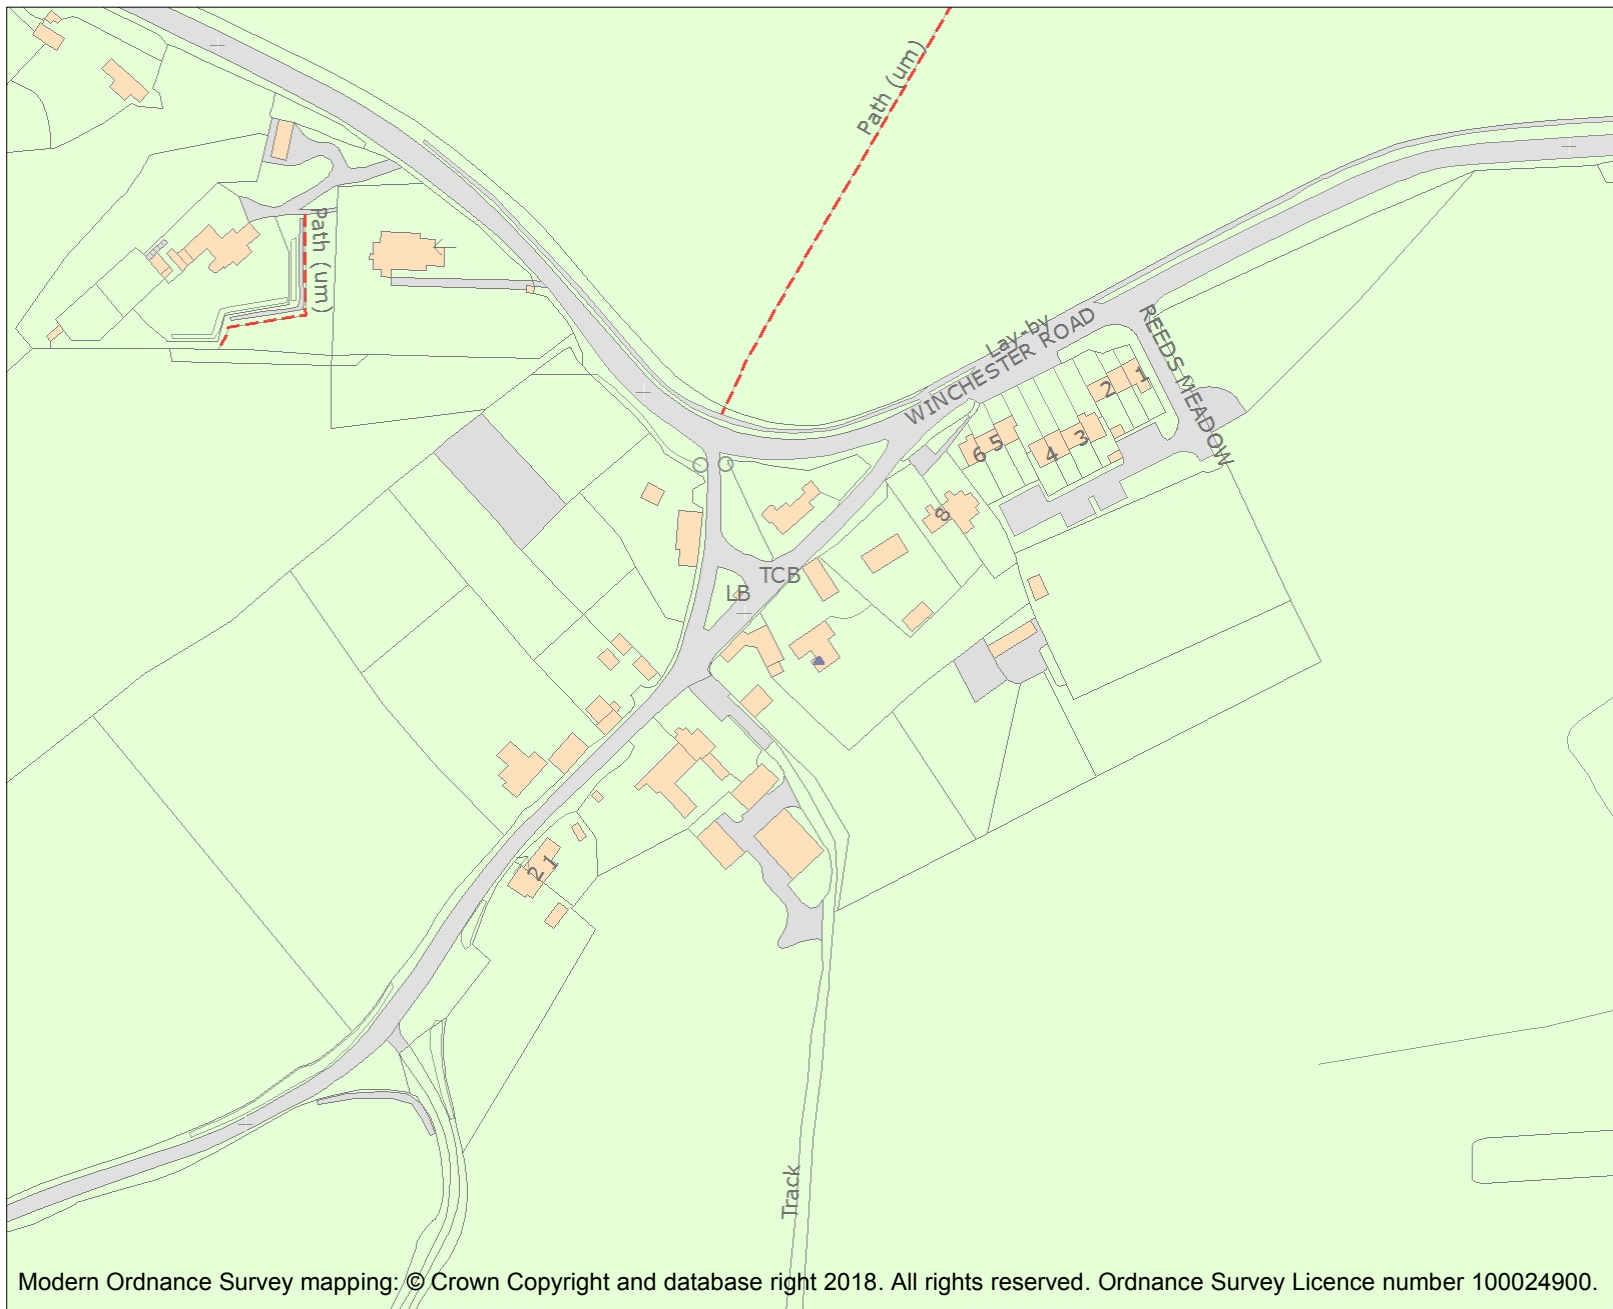 Path (um)
Path (um)
Lay-by
WINCHESTER ROAD
REEDS MEADOW
1
2
3
4
5
6
8
TCB
LB
1
2
Track
Modern Ordnance Survey mapping: © Crown Copyright and database right 2018. All rights reserved. Ordnance Survey Licence number 100024900.